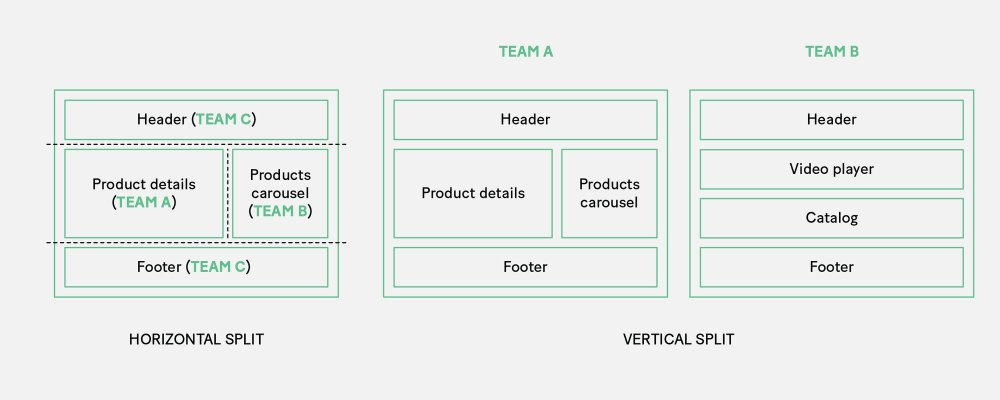 TEAM A
TEAM B
Header (TEAM C)
Product details
(TEAM A)
Products
carousel
(TEAM B)
Footer (TEAM C)
HORIZONTAL SPLIT
Header
Product details
Products
carousel
Footer
Header
Video player
Catalog
Footer
VERTICAL SPLIT